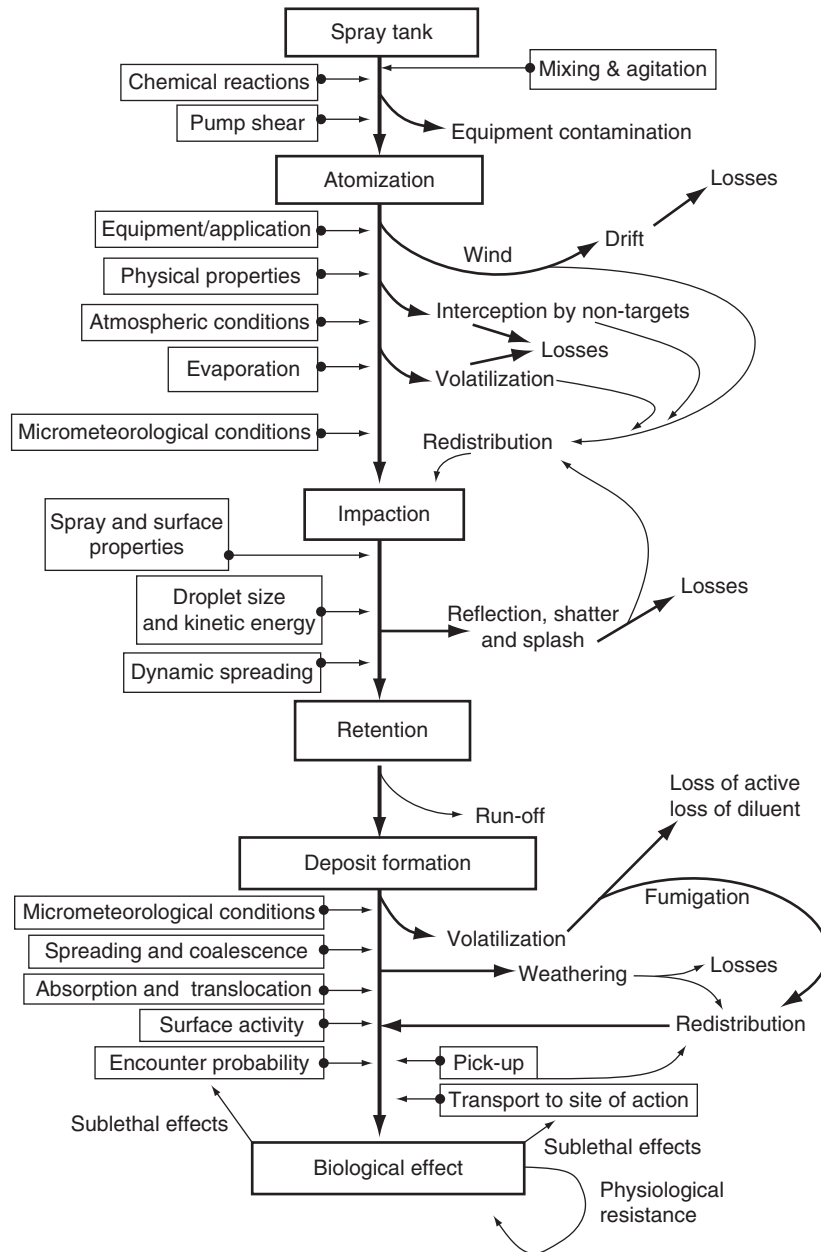 Spray tank
Mixing & agitation
Chemical reactions
Pump shear
Equipment contamination
Atomization
Losses
Equipment/application
Drift
Wind
Physical properties
Interception by non-targets
Atmospheric conditions
Losses
Evaporation
Volatilization
Micrometeorological conditions
Redistribution
Impaction
Spray and surface
properties
Losses
Droplet size
and kinetic energy
Reflection, shatter
and splash
Dynamic spreading
Retention
Loss of active
loss of diluent
Run-off
Deposit formation
Fumigation
Micrometeorological conditions
Volatilization
Spreading and coalescence
Weathering
Losses
Absorption and translocation
Surface activity
Redistribution
Encounter probability
Pick-up
Transport to site of action
Sublethal effects
Sublethal effects
Biological effect
Physiological
resistance